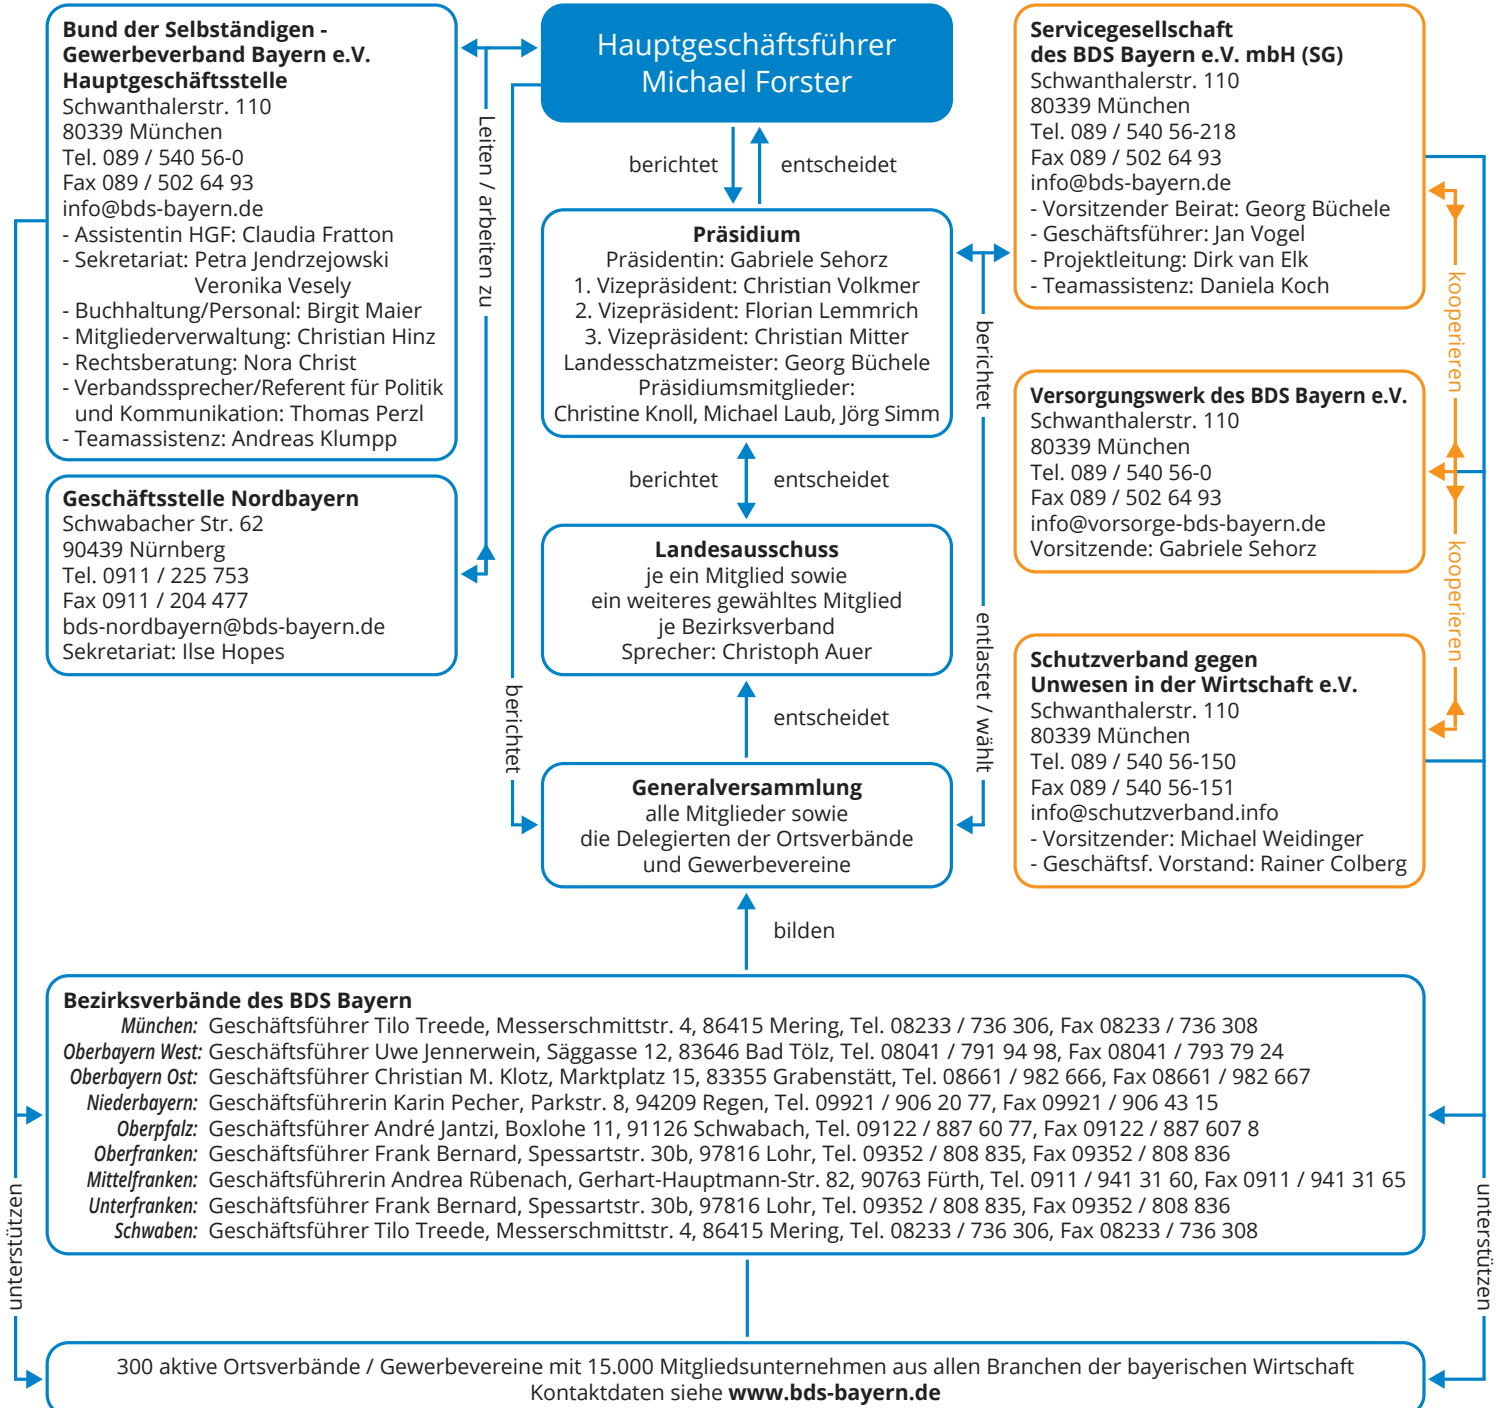 Bund der Selbständigen -
Gewerbeverband Bayern e.V.
Hauptgeschäftsstelle
Schwanthalerstr. 110
80339 München
Tel. 089 / 540 56-0
Fax 089 / 502 64 93
info@bds-bayern.de
- Assistentin HGF: Claudia Fratton
- Sekretariat: Petra Jendrzejowski
Veronika Vesely
- Buchhaltung/Personal: Birgit Maier
- Mitgliederverwaltung: Christian Hinz
- Rechtsberatung: Nora Christ
- Verbandssprecher/Referent für Politik
und Kommunikation: Thomas Perzl
- Teamassistenz: Andreas Klumpp
Geschäftsstelle Nordbayern
Schwabacher Str. 62
90439 Nürnberg
Tel. 0911 / 225 753
Fax 0911 / 204 477
bds-nordbayern@bds-bayern.de
Sekretariat: Ilse Hopes
Leiten / arbeiten zu
Hauptgeschäftsführer
Michael Forster
berichtet
entscheidet
Präsidium
Präsidentin: Gabriele Sehorz
1. Vizepräsident: Christian Volkmer
2. Vizepräsident: Florian Lemmrich
3. Vizepräsident: Christian Mitter
Landesschatzmeister: Georg Büchele
Präsidiumsmitglieder:
Christine Knoll, Michael Laub, Jörg Simm
berichtet
entscheidet
Landesausschuss
je ein Mitglied sowie
ein weiteres gewähltes Mitglied
je Bezirksverband
Sprecher: Christoph Auer
entscheidet
berichtet
Generalversammlung
alle Mitglieder sowie
die Delegierten der Ortsverbände
und Gewerbevereine
bilden
berichtet
entlastet / wählt
Servicegesellschaft
des BDS Bayern e.V. mbH (SG)
Schwanthalerstr. 110
80339 München
Tel. 089 / 540 56-218
Fax 089 / 502 64 93
info@bds-bayern.de
- Vorsitzender Beirat: Georg Büchele
- Geschäftsführer: Jan Vogel
- Projektleitung: Dirk van Elk
- Teamassistenz: Daniela Koch
kooperieren
Versorgungswerk des BDS Bayern e.V.
Schwanthalerstr. 110
80339 München
Tel. 089 / 540 56-0
Fax 089 / 502 64 93
info@vorsorge-bds-bayern.de
Vorsitzende: Gabriele Sehorz
kooperieren
Schutzverband gegen
Unwesen in der Wirtschaft e.V.
Schwanthalerstr. 110
80339 München
Tel. 089 / 540 56-150
Fax 089 / 540 56-151
info@schutzverband.info
- Vorsitzender: Michael Weidinger
- Geschäftsf. Vorstand: Rainer Colberg
Bezirksverbände des BDS Bayern
München: Geschäftsführer Tilo Treede, Messerschmittstr. 4, 86415 Mering, Tel. 08233 / 736 306, Fax 08233 / 736 308
Oberbayern West: Geschäftsführer Uwe Jennerwein, Säggasse 12, 83646 Bad Tölz, Tel. 08041 / 791 94 98, Fax 08041 / 793 79 24
Oberbayern Ost: Geschäftsführer Christian M. Klotz, Marktplatz 15, 83355 Grabenstätt, Tel. 08661 / 982 666, Fax 08661 / 982 667
Niederbayern: Geschäftsführerin Karin Pecher, Parkstr. 8, 94209 Regen, Tel. 09921 / 906 20 77, Fax 09921 / 906 43 15
Oberpfalz: Geschäftsführer André Jantzi, Boxlohe 11, 91126 Schwabach, Tel. 09122 / 887 60 77, Fax 09122 / 887 607 8
Oberfranken: Geschäftsführer Frank Bernard, Spessartstr. 30b, 97816 Lohr, Tel. 09352 / 808 835, Fax 09352 / 808 836
Mittelfranken: Geschäftsführerin Andrea Rübenach, Gerhart-Hauptmann-Str. 82, 90763 Fürth, Tel. 0911 / 941 31 60, Fax 0911 / 941 31 65
Unterfranken: Geschäftsführer Frank Bernard, Spessartstr. 30b, 97816 Lohr, Tel. 09352 / 808 835, Fax 09352 / 808 836
Schwaben: Geschäftsführer Tilo Treede, Messerschmittstr. 4, 86415 Mering, Tel. 08233 / 736 306, Fax 08233 / 736 308
unterstützen
unterstützen
300 aktive Ortsverbände / Gewerbevereine mit 15.000 Mitgliedsunternehmen aus allen Branchen der bayerischen Wirtschaft
Kontaktdaten siehe www.bds-bayern.de